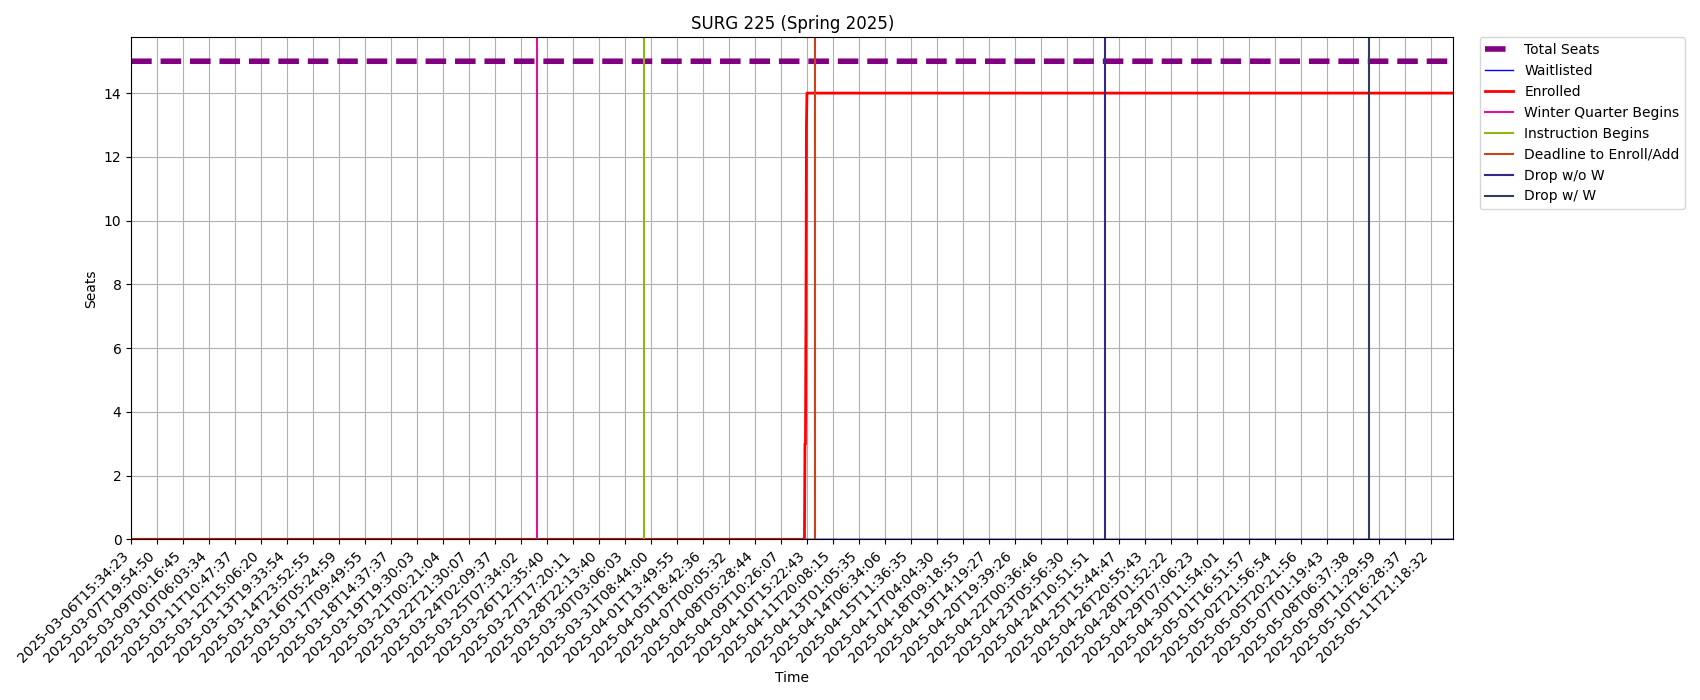 SURG 225 (Spring 2025)
Total Seats
Waitlisted
Enrolled
Winter Quarter Begins
Instruction Begins
Deadline to Enroll/Add
Drop w/o W
Drop w/ W
Seats
14
12
10
8
6
4
2
0
2025-03-06T15:34:23
2025-03-07T19:54:50
2025-03-09T00:16:45
2025-03-10T06:03:34
2025-03-11T10:47:37
2025-03-12T15:06:20
2025-03-13T19:33:54
2025-03-14T23:52:55
2025-03-16T05:24:59
2025-03-17T09:49:55
2025-03-18T14:37:37
2025-03-19T19:30:03
2025-03-21T00:21:04
2025-03-22T21:30:07
2025-03-24T02:09:37
2025-03-25T07:34:02
2025-03-26T12:35:40
2025-03-27T17:20:11
2025-03-28T22:13:40
2025-03-30T03:06:03
2025-03-31T08:44:00
2025-04-01T13:49:55
2025-04-05T18:42:36
2025-04-07T00:05:32
2025-04-08T05:28:44
2025-04-09T10:26:07
2025-04-10T15:22:43
2025-04-11T20:08:15
2025-04-13T01:05:35
2025-04-14T06:34:06
2025-04-15T11:36:35
2025-04-17T04:04:30
2025-04-18T09:18:55
2025-04-19T14:19:27
2025-04-20T19:39:26
2025-04-22T00:36:46
2025-04-23T05:56:30
2025-04-24T10:51:51
2025-04-25T15:44:47
2025-04-26T20:55:43
2025-04-28T01:52:22
2025-04-29T07:06:23
2025-04-30T11:54:01
2025-05-01T16:51:57
2025-05-02T21:56:54
2025-05-05T20:21:56
2025-05-07T01:19:43
2025-05-08T06:37:38
2025-05-09T11:29:59
2025-05-10T16:28:37
2025-05-11T21:18:32
Time